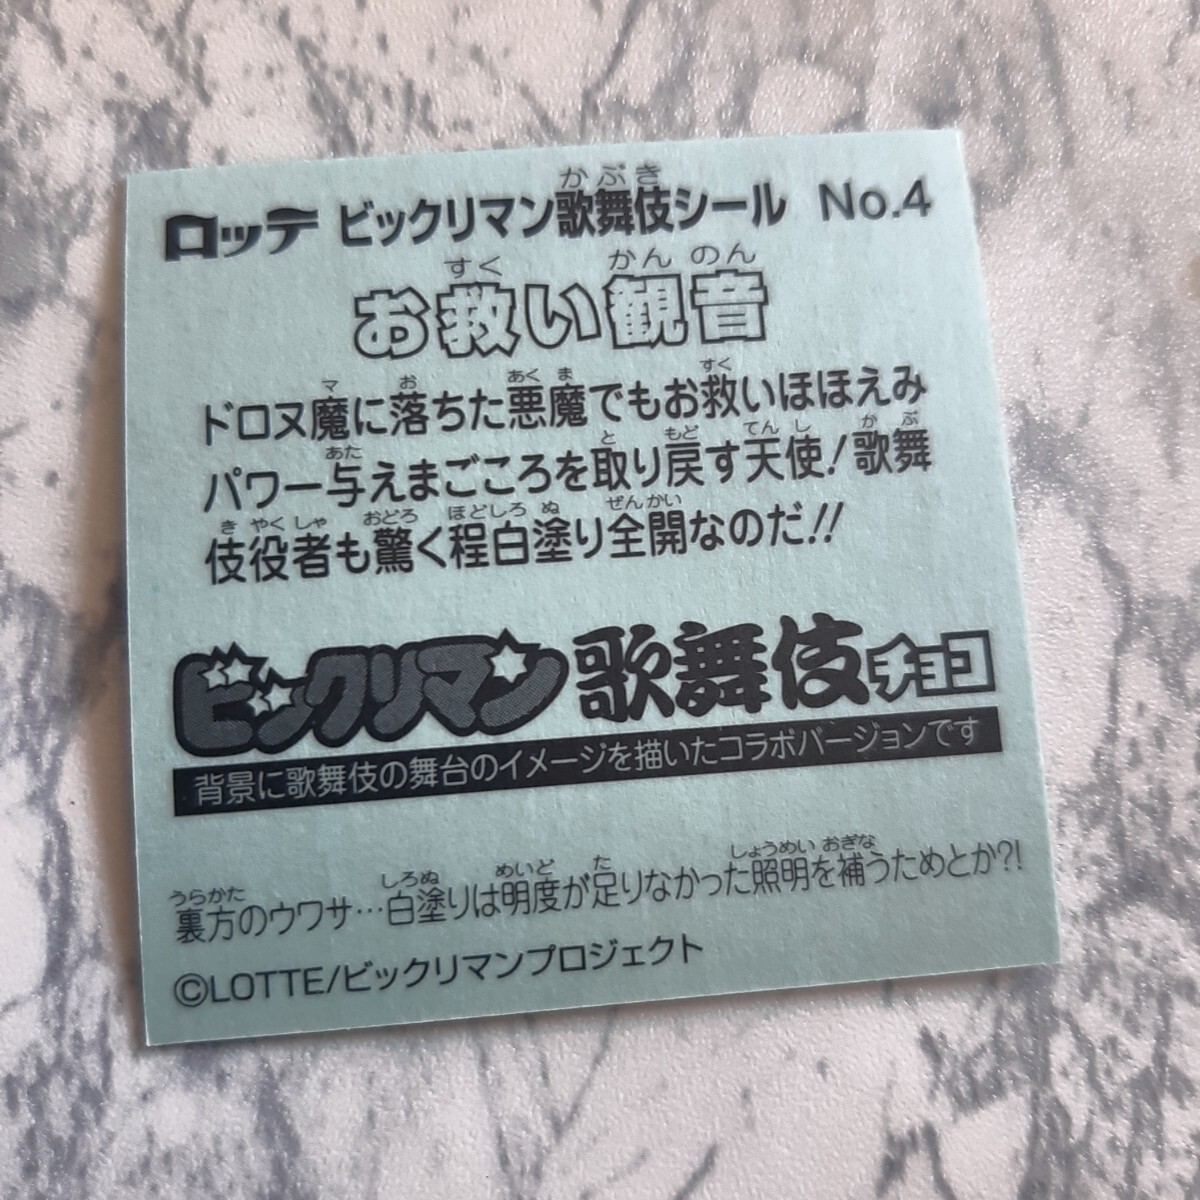 ロッテ ビックリマン歌舞伎シール No.4
かぶき
お救い観音
すく かんのん
ドロヌ魔に落ちた悪魔でもお救いほほえみ
マ お あくま すく
パワー与えまごころを取り戻す天使!歌舞
あた と もど てんし かぶ
伎役者も驚く程白塗り全開なのだ!!
き やくしゃ おどろ ほどしろ ぬ ぜんかい
ビックリマン歌舞伎チョコ
背景に歌舞伎の舞台のイメージを描いたコラボバージョンです
裏方のウワサ…白塗りは明度が足りなかった照明を補うためとか?!
うらかた しろぬ めいど た しょうめい おぎな
©LOTTE/ビックリマンプロジェクト